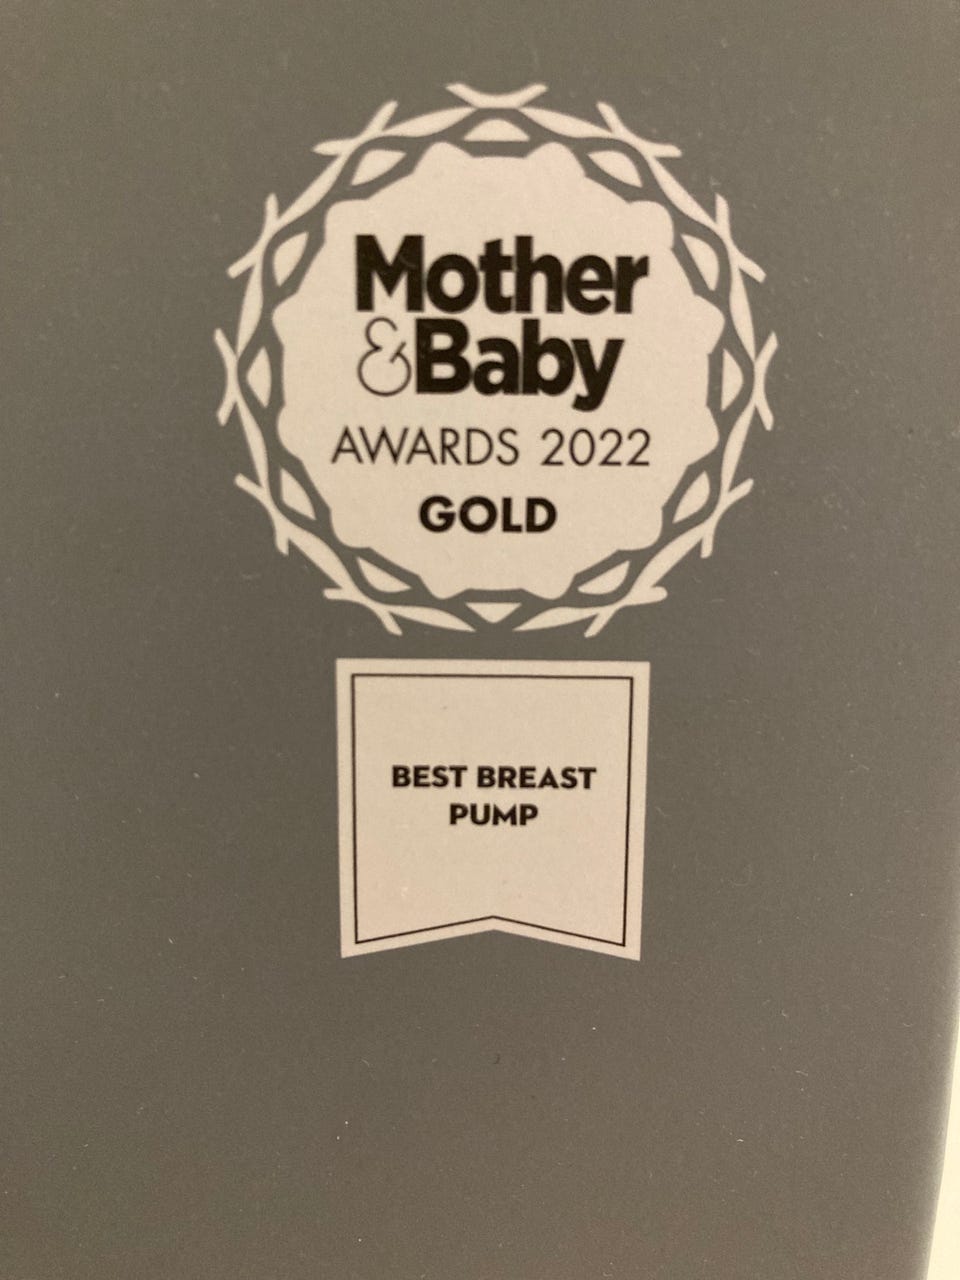 Mother
&Baby
AWARDS 2022
GOLD
BEST BREAST
PUMP